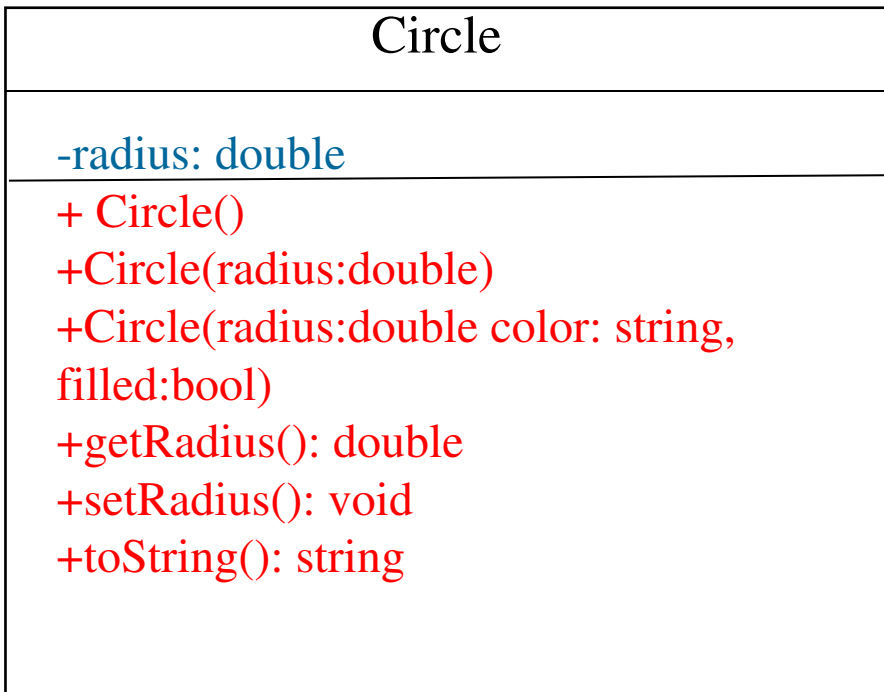 Circle
-radius: double
+ Circle()
+Circle(radius:double)
+Circle(radius:double color: string,
filled:bool)
+getRadius(): double
+setRadius(): void
+toString(): string